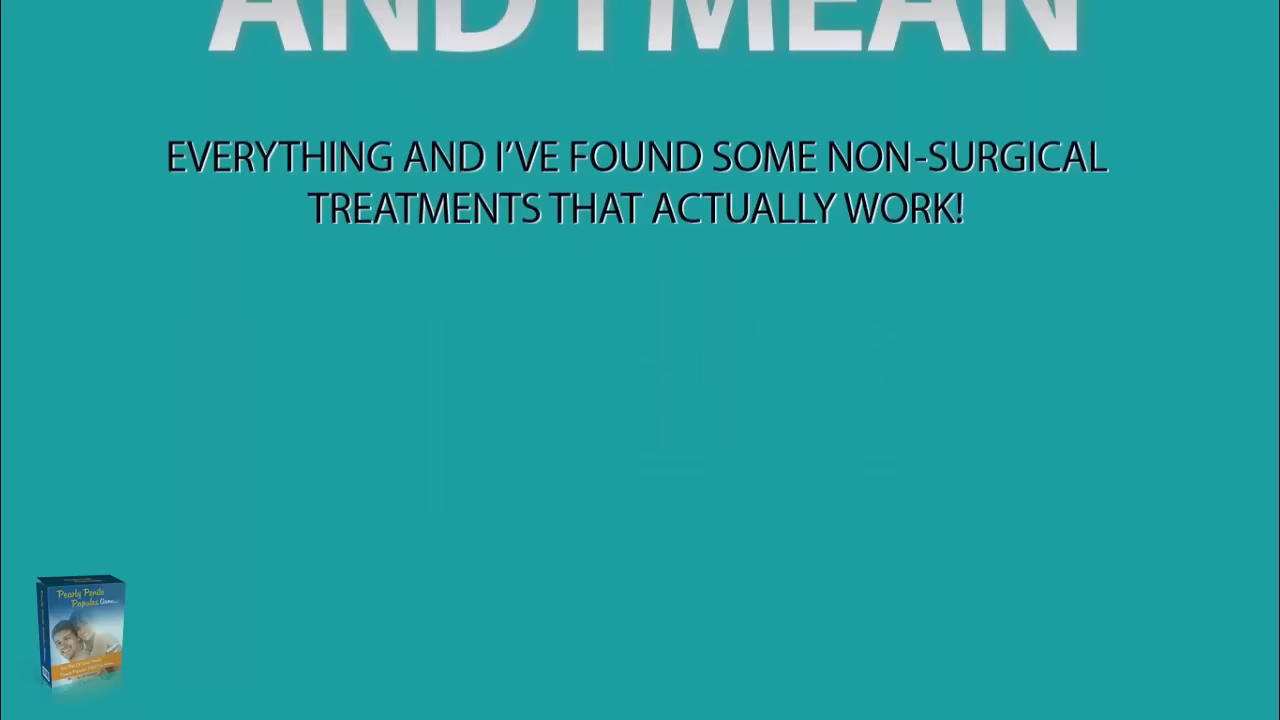 AND I MEAN
EVERYTHING AND I'VE FOUND SOME NON-SURGICAL
TREATMENTS THAT ACTUALLY WORK!
Pearly Penile
Papules Gone...